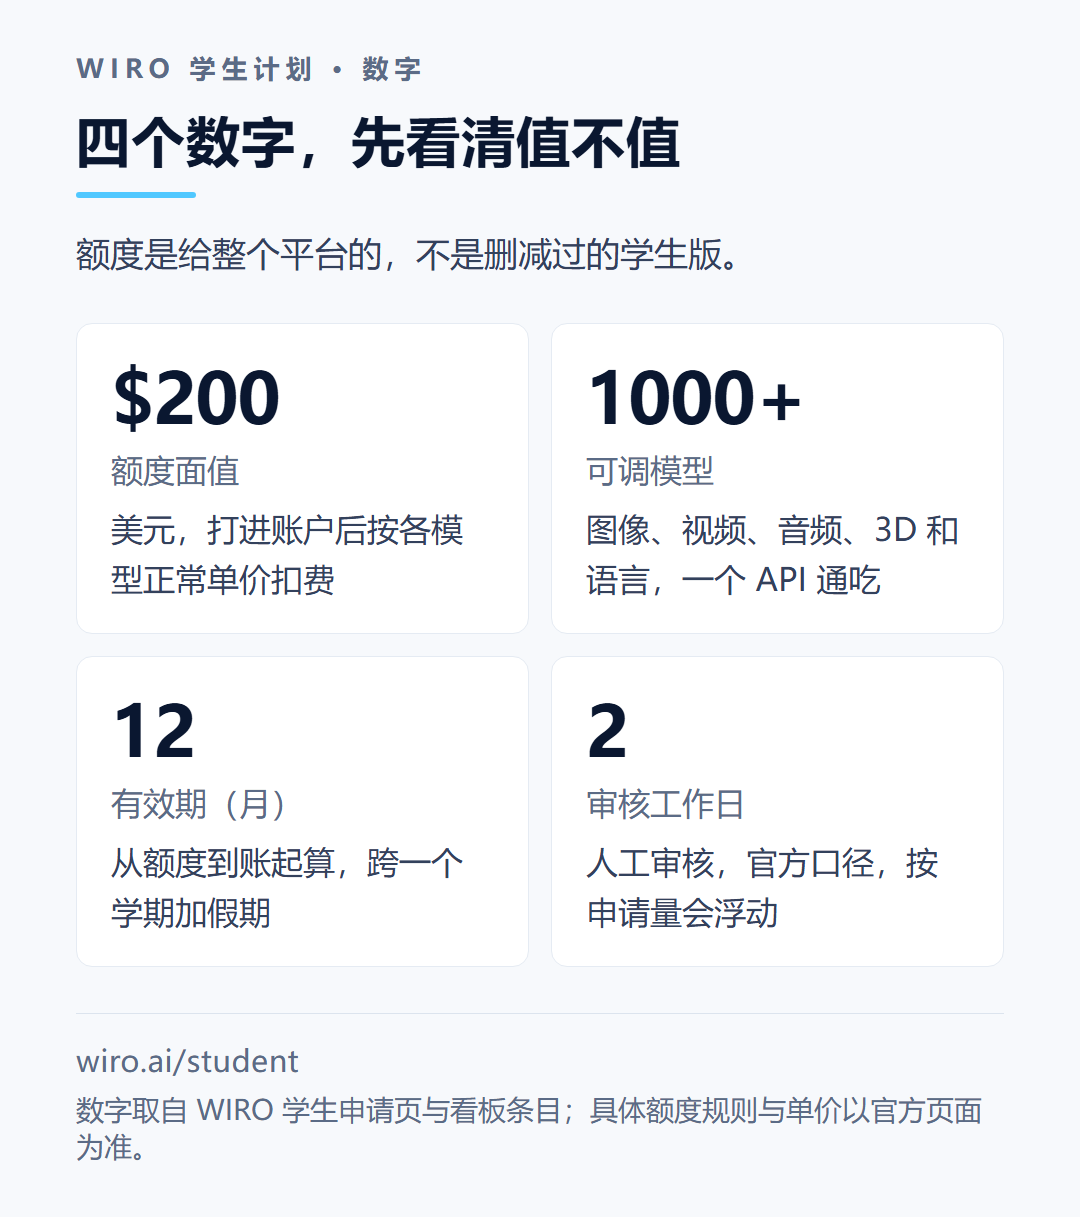 WIRO 学生计划 · 数字
四个数字，先看清值不值
额度是给整个平台的，不是删减过的学生版。
$200
额度面值
美元，打进账户后按各模
型正常单价扣费
1000+
可调模型
图像、视频、音频、3D 和
语言，一个 API 通吃
12
有效期（月）
从额度到账起算，跨一个
学期加假期
2
审核工作日
人工审核，官方口径，按
申请量会浮动
wiro.ai/student
数字取自 WIRO 学生申请页与看板条目；具体额度规则与单价以官方页面
为准。